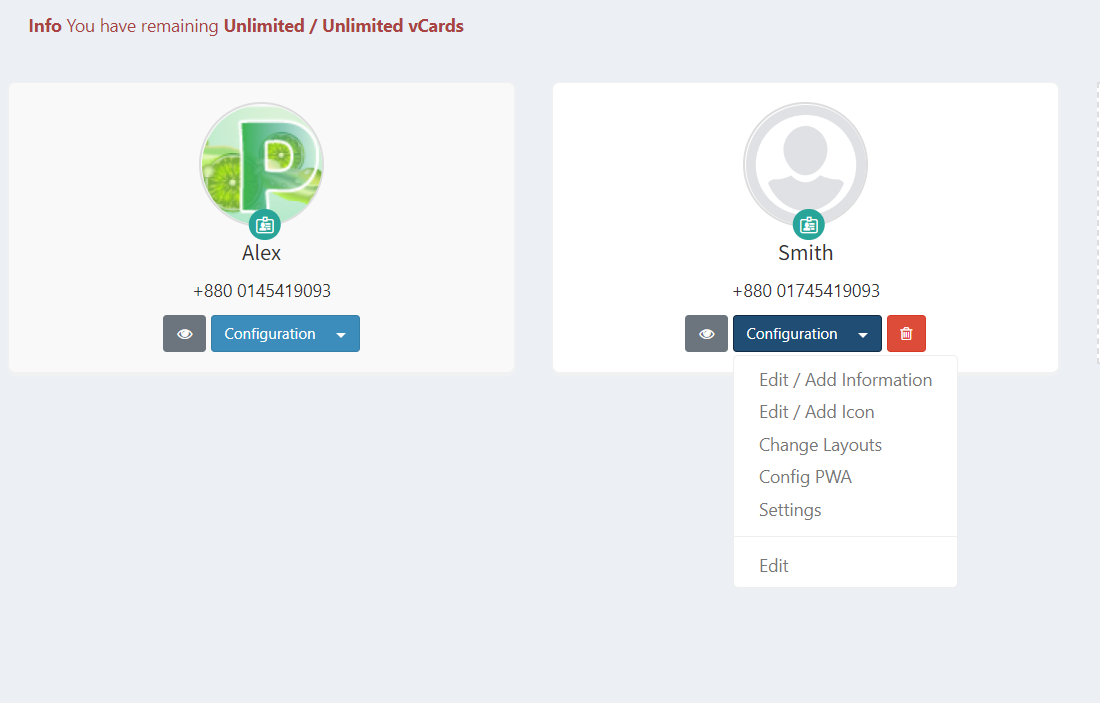 Info You have remaining Unlimited / Unlimited vCards
P
Alex
+880 0145419093
Configuration
Smith
+880 01745419093
Configuration
Edit / Add Information
Edit / Add Icon
Change Layouts
Config PWA
Settings
Edit